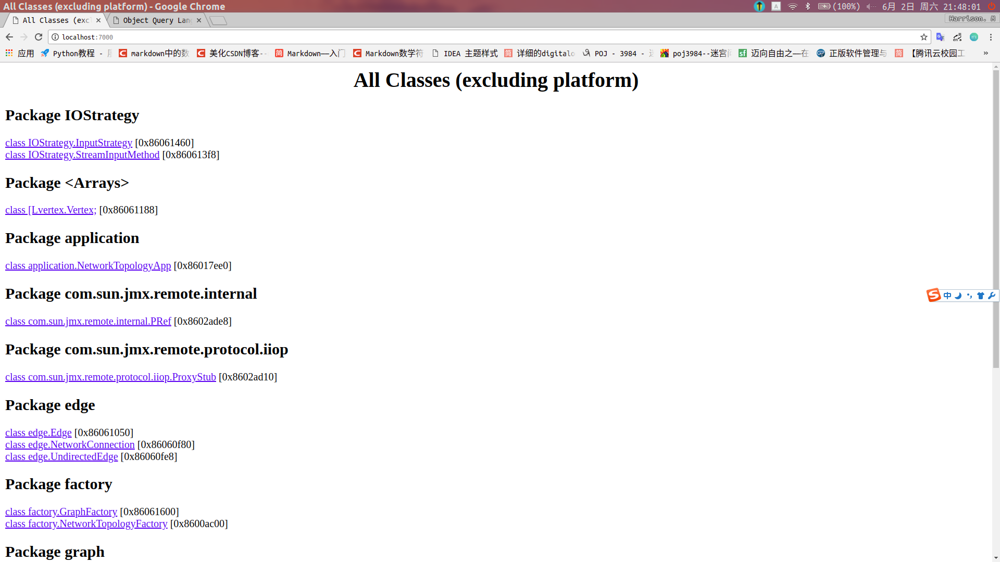 All Classes (excluding platform) - Google Chrome
(100%) 6月 2日 周六 21:48:01
All Classes (exc
Object Query Lan
Harrison. M
localhost:7000
应用
Python教程 -
markdown中的数
美化CSDN博客--
Markdown——入门
Markdown数学符
IDEA 主题样式
详细的digitalo
POJ - 3984 -
poj3984--迷宫问
迈向自由之——在
正版软件管理与
【腾讯云校园工
»
All Classes (excluding platform)
Package IOStrategy
class IOStrategy.InputStrategy [0x86061460]
class IOStrategy.StreamInputMethod [0x860613f8]
Package <Arrays>
class [Lvertex.Vertex; [0x86061188]
Package application
class application.NetworkTopologyApp [0x86017ee0]
Package com.sun.jmx.remote.internal
class com.sun.jmx.remote.internal.PRef [0x8602ade8]
Package com.sun.jmx.remote.protocol.iiop
class com.sun.jmx.remote.protocol.iiop.ProxyStub [0x8602ad10]
Package edge
class edge.Edge [0x86061050]
class edge.NetworkConnection [0x86060f80]
class edge.UndirectedEdge [0x86060fe8]
Package factory
class factory.GraphFactory [0x86061600]
class factory.NetworkTopologyFactory [0x8600ac00]
Package graph
中